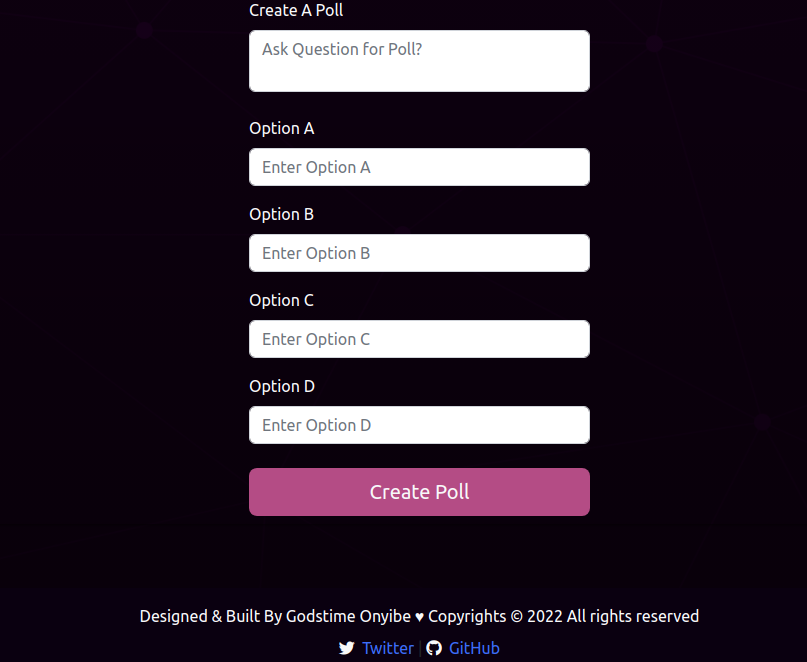 Create A Poll
Ask Question for Poll?
Option A
Enter Option A
Option B
Enter Option B
Option C
Enter Option C
Option D
Enter Option D
Create Poll
Designed & Built By Godstime Onyibe ♥ Copyrights © 2022 All rights reserved
Twitter | GitHub